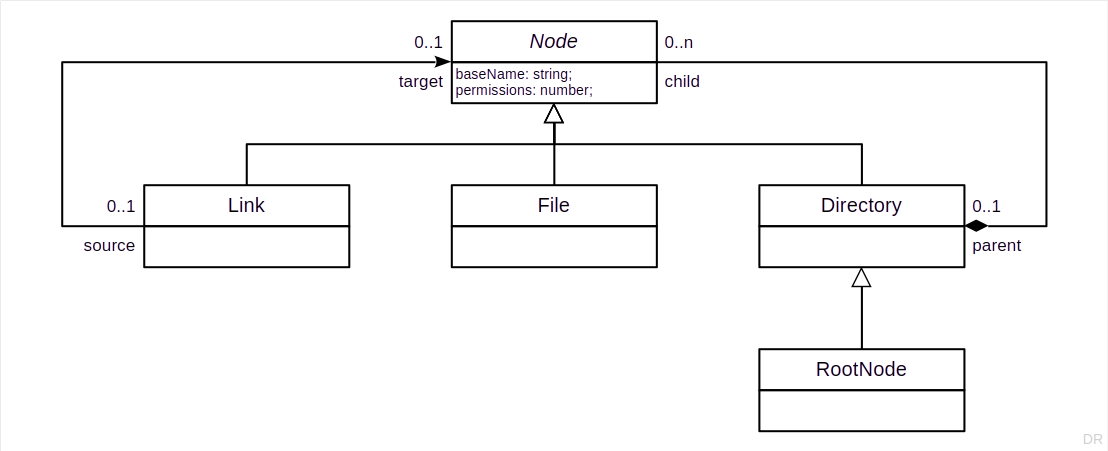 0..1
Node
0..n
target
baseName: string;
permissions: number;
child
0..1
Link
File
Directory
0..1
source
parent
RootNode
DR